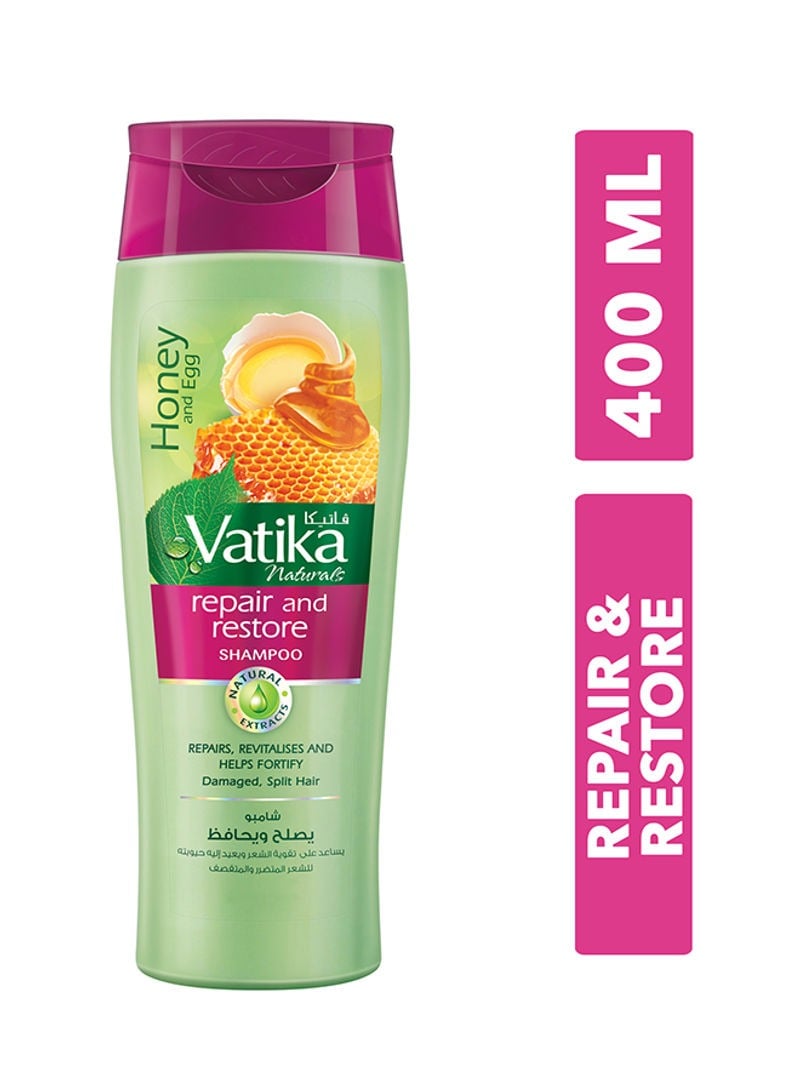 Honey
and Egg
ڤاتيكا
Vatika
Naturals
repair and
restore
SHAMPOO
NATURAL
EXTRACTS
REPAIRS, REVITALISES AND
HELPS FORTIFY
Damaged, Split Hair
شامبو
يصلح ويحافظ
يساعد على تقوية الشعر ويعيد إليه حيويته
للشعر المتضرر والمتقصف
400 ML
REPAIR &
RESTORE